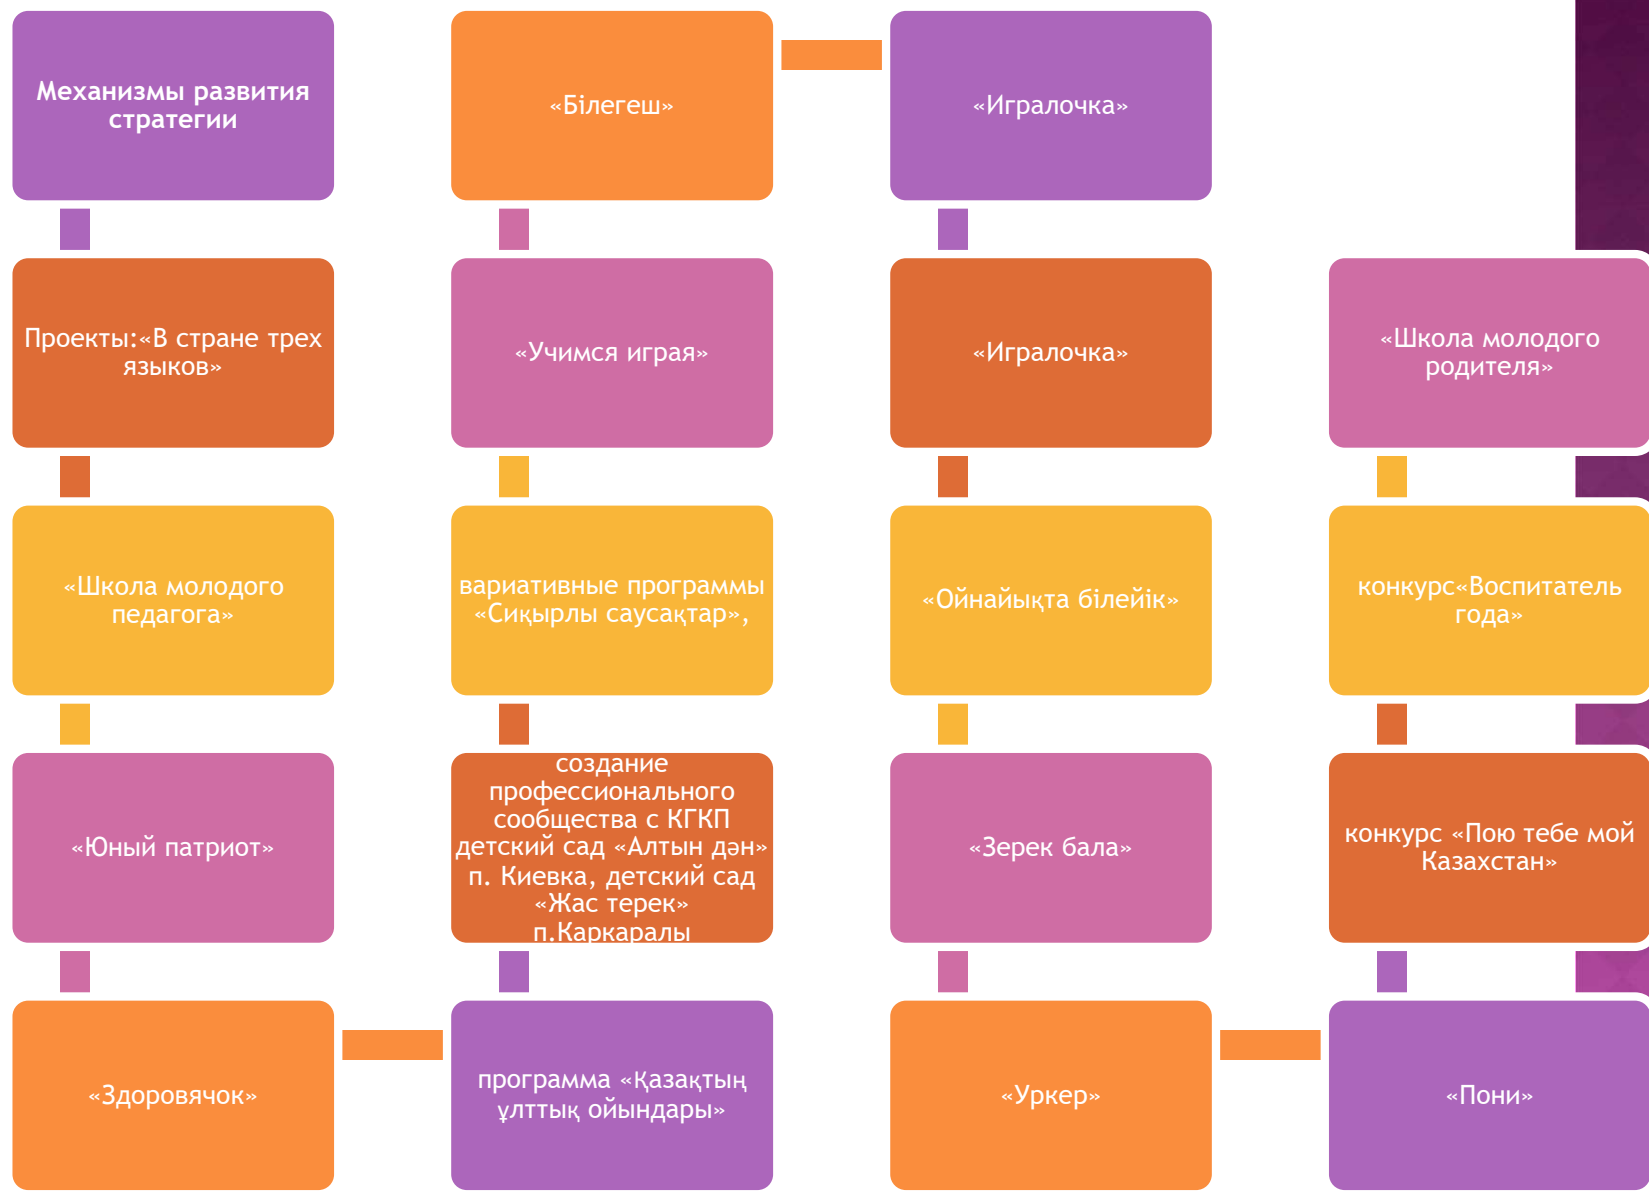 Механизмы развития
стратегии
Проекты:«В стране трех
языков»
«Школа молодого
педагога»
«Юный патриот»
«Здоровячок»
программа «Қазақтың
ұлттық ойындары»
создание
профессионального
сообщества с КГКП
детский сад «Алтын дән»
п. Киевка, детский сад
«Жас терек»
п.Каркаралы
вариативные программы
«Сиқырлы саусақтар»,
«Учимся играя»
«Білегеш»
«Игралочка»
«Игралочка»
«Ойнайықта білейік»
«Зерек бала»
«Уркер»
«Пони»
конкурс «Пою тебе мой
Казахстан»
конкурс«Воспитатель
года»
«Школа молодого
родителя»